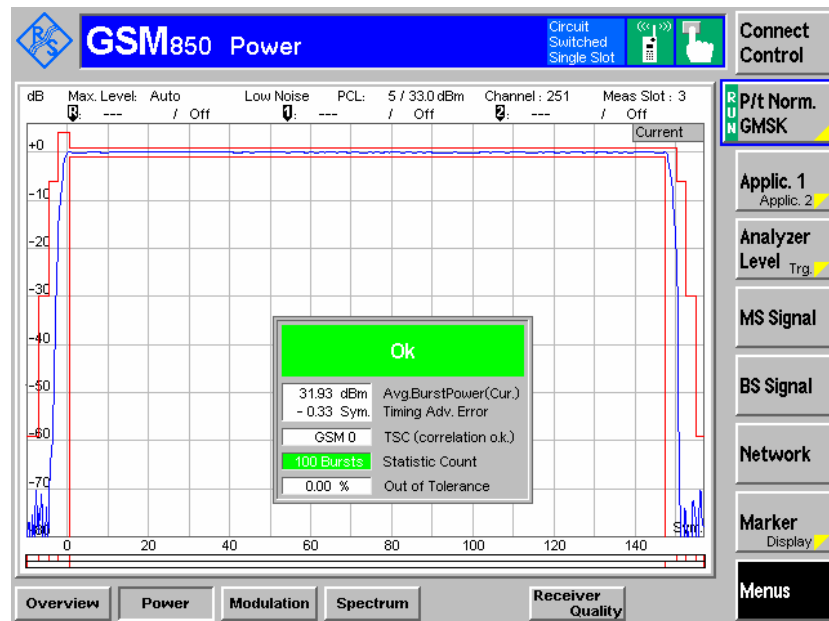 R S
GSM850 Power
Circuit Switched Single Slot
Connect Control
dB Max. Level: Auto Low Noise PCL: 5 / 33.0 dBm Channel : 251 Meas Slot : 3
R: --- / Off 1: --- / Off 2: --- / Off
Current
RUN
P/t Norm. GMSK
Applic. 1
Applic. 2
Analyzer Level Trg.
MS Signal
BS Signal
Network
Marker
Display
Menus
+0
-10
-20
-30
-40
-50
-60
-70
-80
Ok
31.93 dBm Avg.BurstPower(Cur.)
- 0.33 Sym. Timing Adv. Error
GSM 0 TSC (correlation o.k.)
100 Bursts Statistic Count
0.00 % Out of Tolerance
Sym.
0 20 40 60 80 100 120 140
Overview Power Modulation Spectrum Receiver Quality